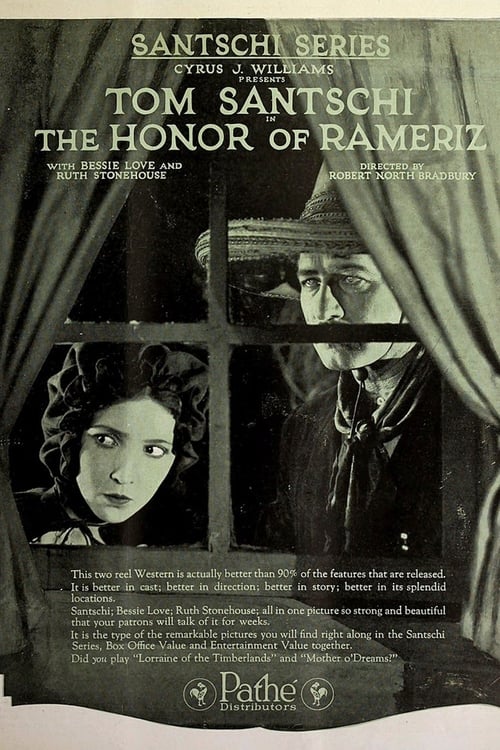 SANTSCHI SERIES
CYRUS J. WILLIAMS
PRESENTS
TOM SANTSCHI
IN
THE HONOR OF RAMERIZ
WITH BESSIE LOVE AND
RUTH STONEHOUSE
DIRECTED BY
ROBERT NORTH BRADBURY
This two reel Western is actually better than 90% of the features that are released.
It is better in cast; better in direction; better in story; better in its splendid
locations.
Santschi; Bessie Love; Ruth Stonehouse; all in one picture so strong and beautiful
that your patrons will talk of it for weeks.
It is the type of the remarkable pictures you will find right along in the Santschi
Series, Box Office Value and Entertainment Value together.
Did you play "Lorraine of the Timberlands" and "Mother o'Dreams?"
Pathé
Distributors